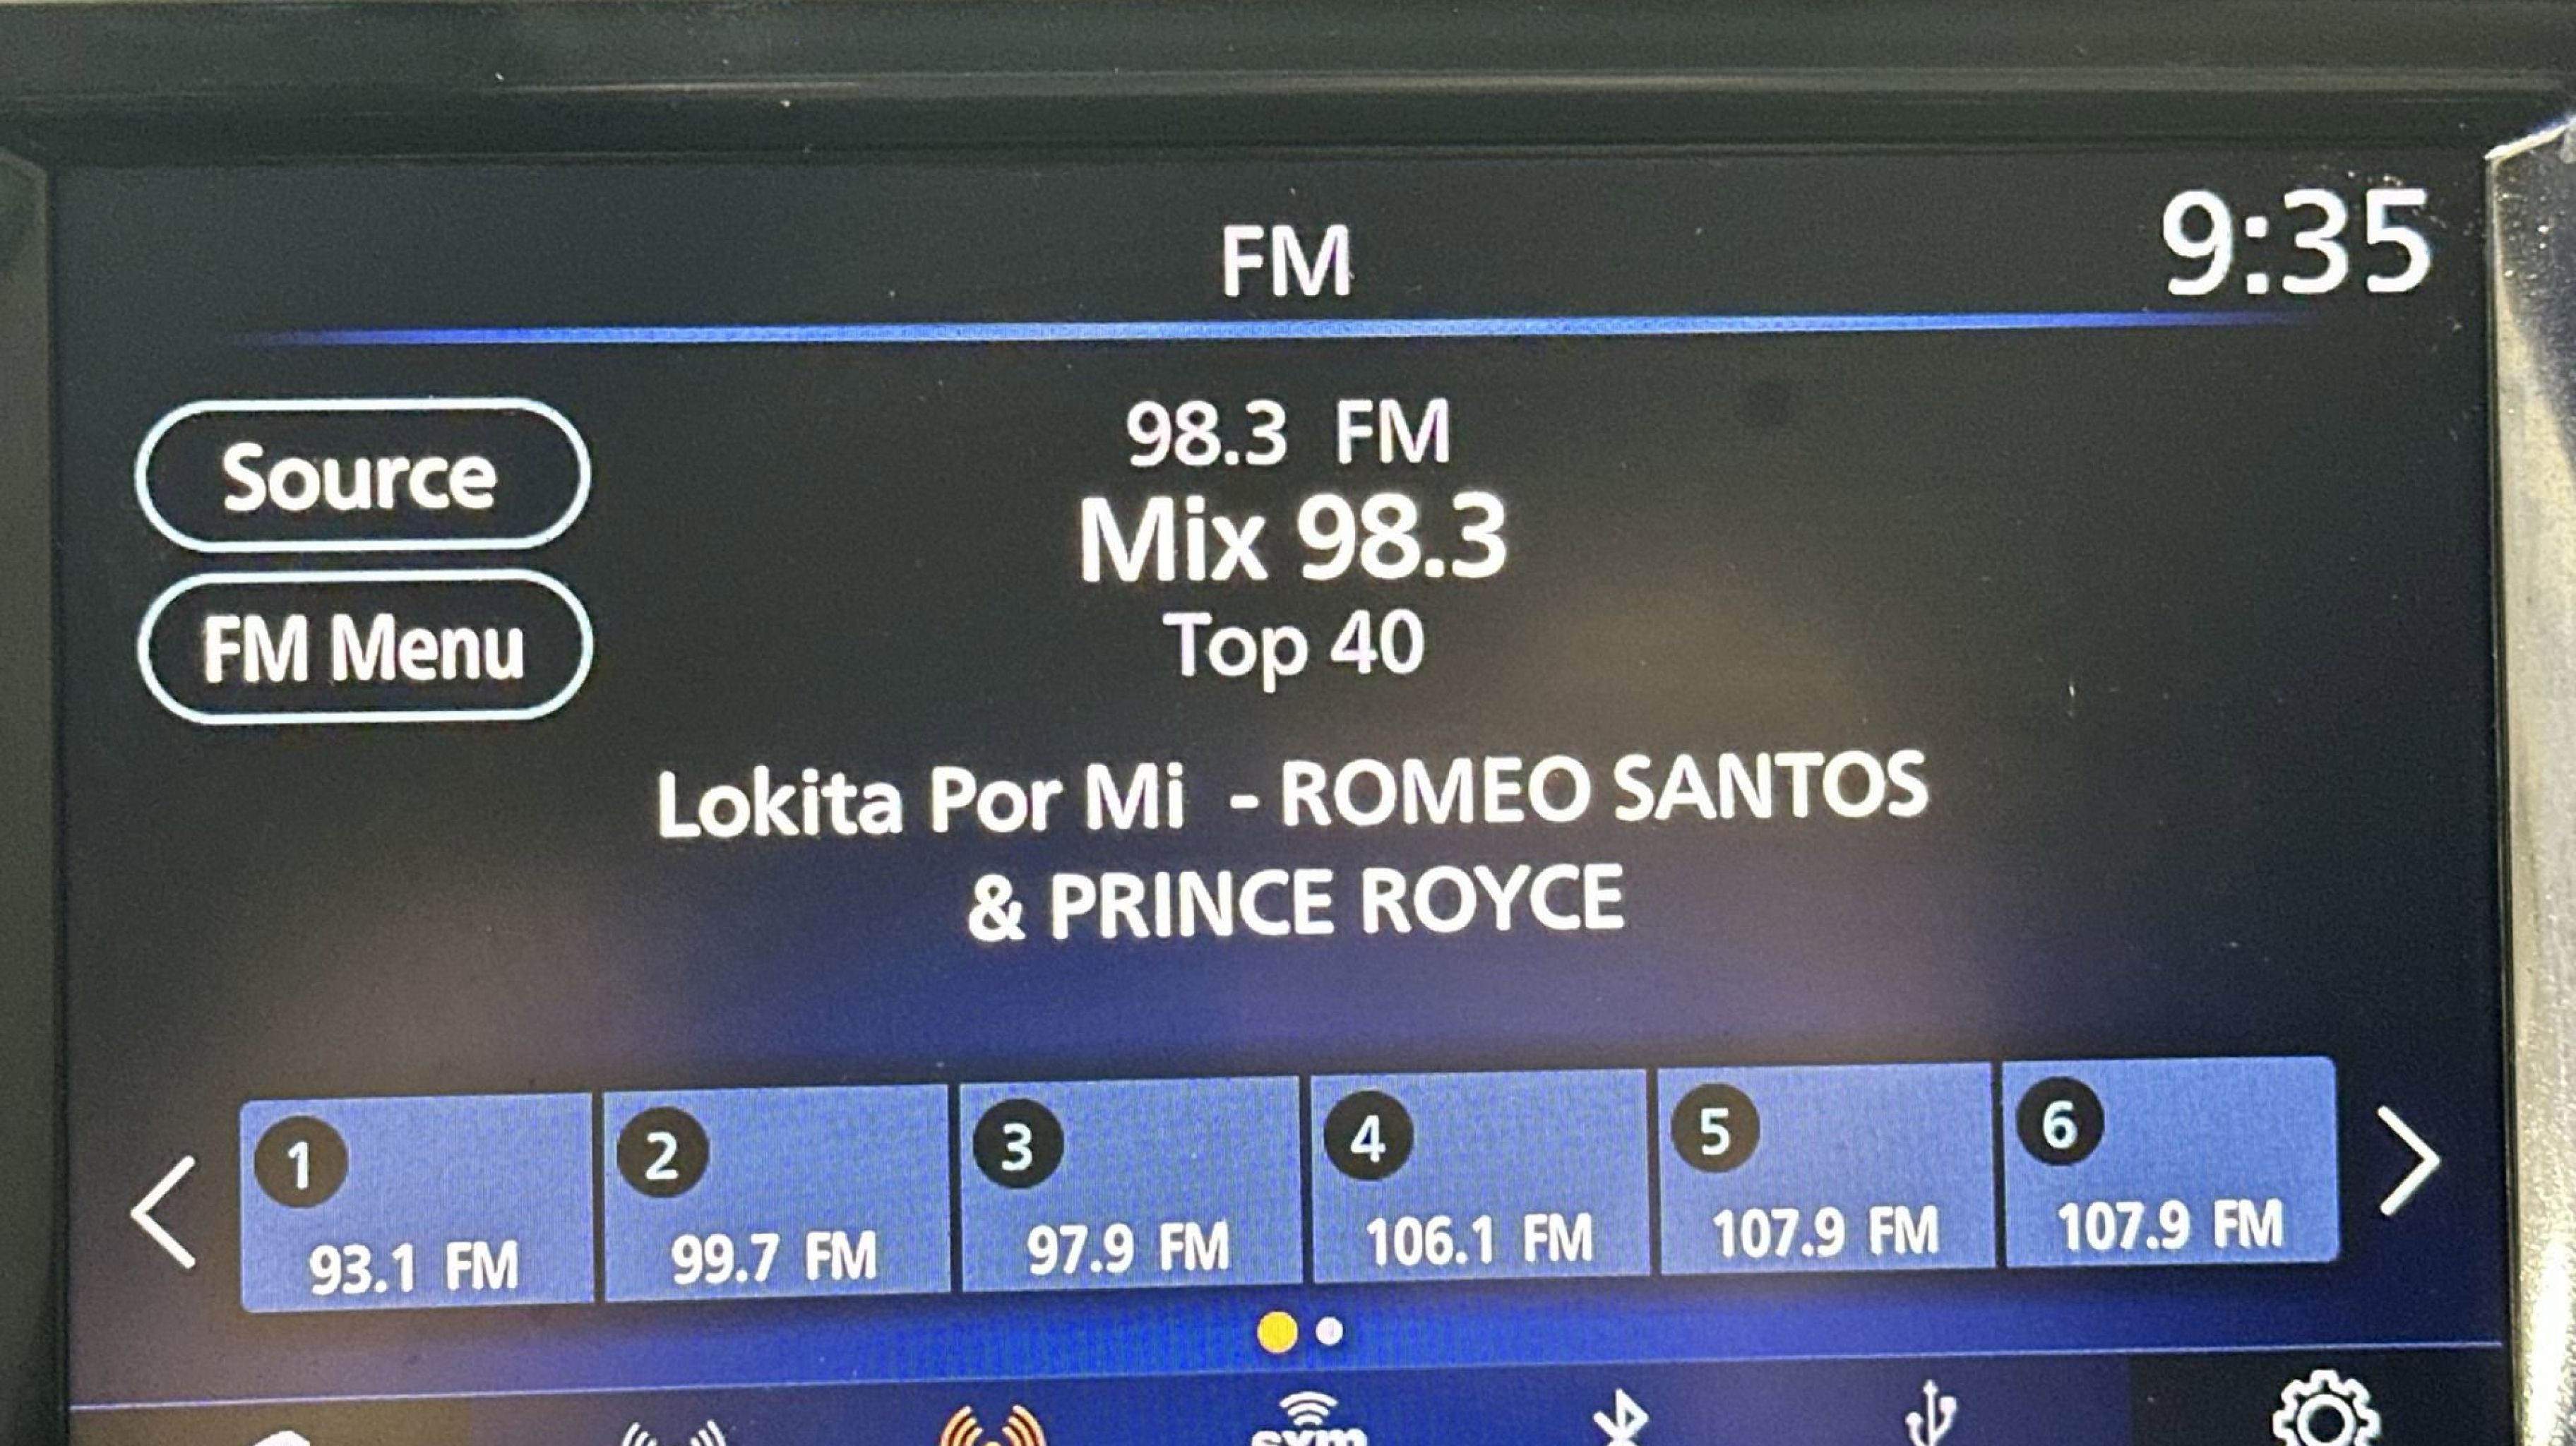 FM
9:35
Source
98.3 FM
Mix 98.3
FM Menu
Top 40
Lokita Por Mi - ROMEO SANTOS
& PRINCE ROYCE
1
2
3
4
5
6
93.1 FM
99.7 FM
97.9 FM
106.1 FM
107.9 FM
107.9 FM
sxm